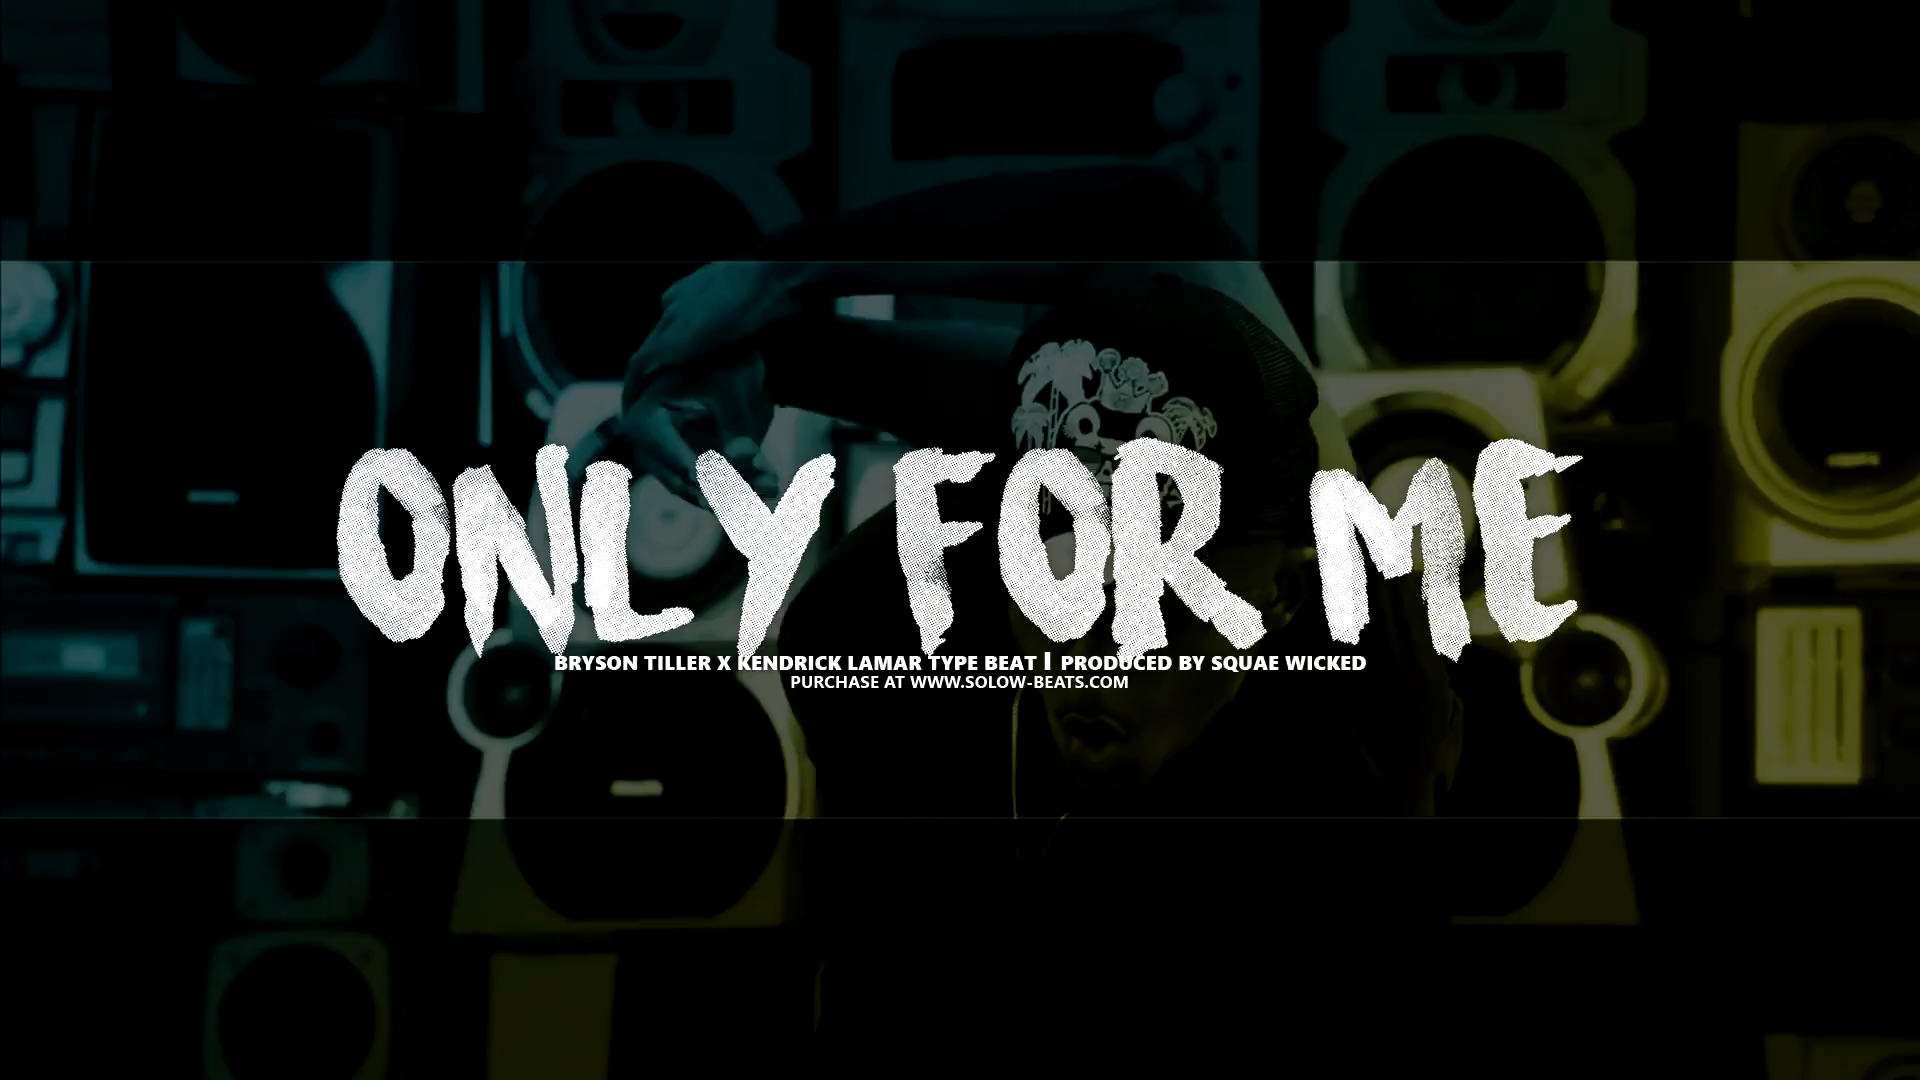 ONLY FOR ME
BRYSON TILLER X KENDRICK LAMAR TYPE BEAT | PRODUCED BY SQUAE WICKED
PURCHASE AT WWW.SOLOW-BEATS.COM